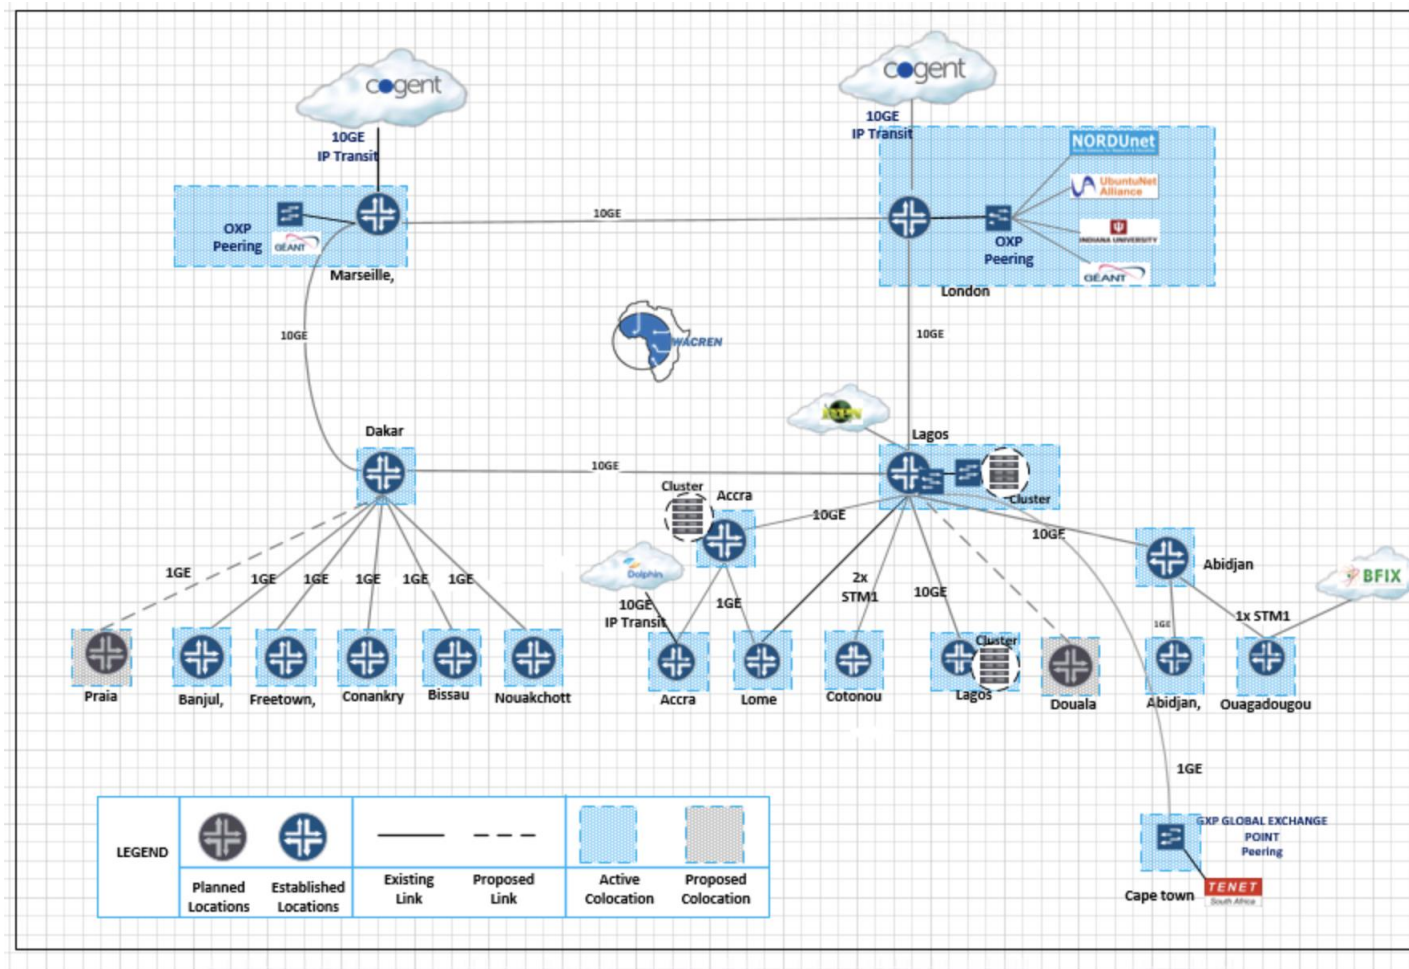 cogent
cogent
10GE
IP Transit
10GE
IP Transit
NORDUnet
UbuntuNet
Alliance
INDIANA UNIVERSITY
GÉANT
OXP
Peering
GÉANT
OXP
Peering
Marseille,
London
10GE
10GE
10GE
WACREN
Dakar
Lagos
10GE
Cluster
Cluster
Accra
10GE
10GE
Abidjan
Dolphin
BFIX
10GE
IP Transit
1GE
1GE
1GE
1GE
1GE
1GE
2x
STM1
10GE
1GE
1x STM1
Cluster
Praia
Banjul,
Freetown,
Conankry
Bissau
Nouakchott
Accra
Lome
Cotonou
Lagos
Douala
Abidjan,
Ouagadougou
1GE
GXP GLOBAL EXCHANGE
POINT
Peering
Cape town
TENET
South Africa
LEGEND
Planned
Locations
Established
Locations
Existing
Link
Proposed
Link
Active
Colocation
Proposed
Colocation